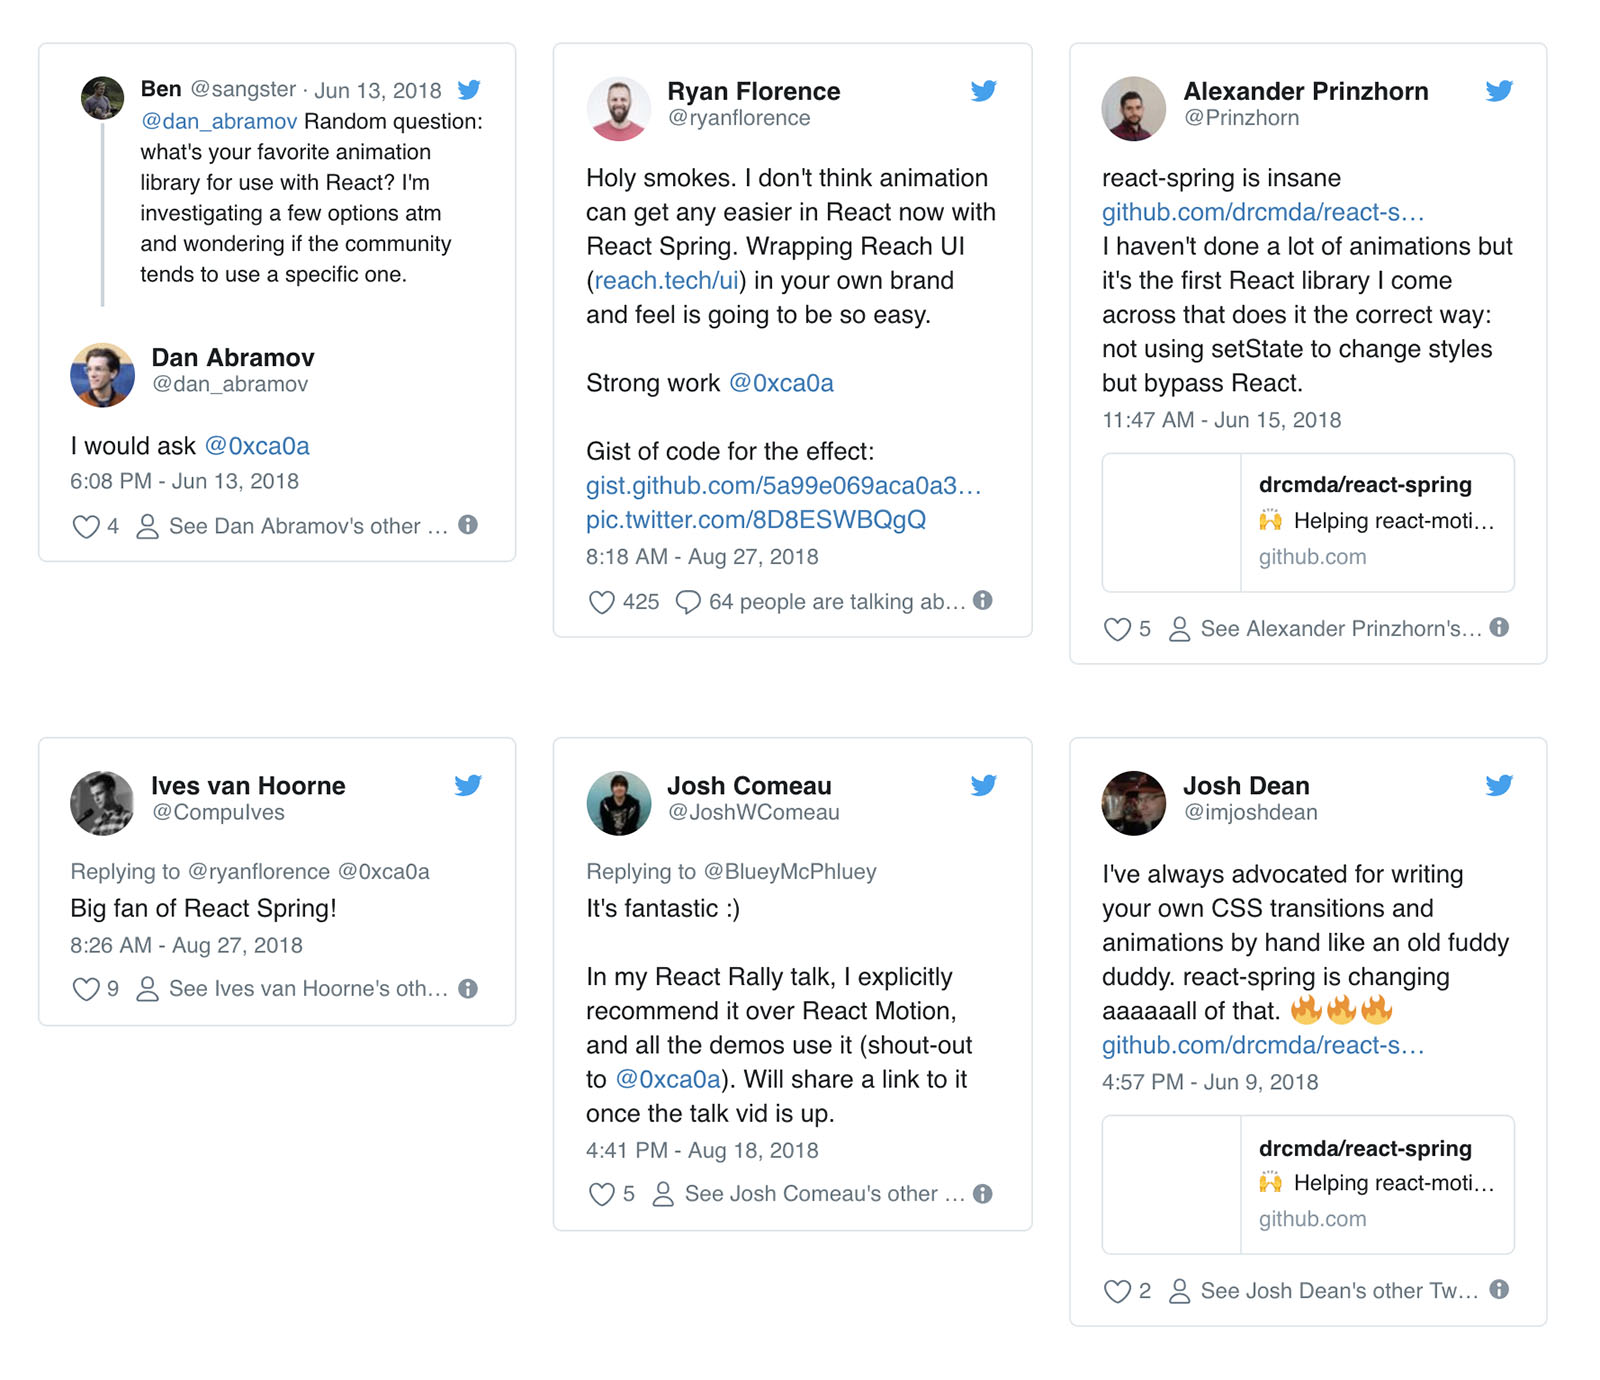 Ben @sangster · Jun 13, 2018
@dan_abramov Random question:
what's your favorite animation
library for use with React? I'm
investigating a few options atm
and wondering if the community
tends to use a specific one.
Dan Abramov
@dan_abramov
I would ask @0xca0a
6:08 PM - Jun 13, 2018
4 See Dan Abramov's other …
Ryan Florence
@ryanflorence
Holy smokes. I don't think animation
can get any easier in React now with
React Spring. Wrapping Reach UI
(reach.tech/ui) in your own brand
and feel is going to be so easy.
Strong work @0xca0a
Gist of code for the effect:
gist.github.com/5a99e069aca0a3…
pic.twitter.com/8D8ESWBQgQ
8:18 AM - Aug 27, 2018
425 64 people are talking ab…
Alexander Prinzhorn
@Prinzhorn
react-spring is insane
github.com/drcmda/react-s…
I haven't done a lot of animations but
it's the first React library I come
across that does it the correct way:
not using setState to change styles
but bypass React.
11:47 AM - Jun 15, 2018
drcmda/react-spring
🙌 Helping react-moti…
github.com
5 See Alexander Prinzhorn's…
Ives van Hoorne
@CompuIves
Replying to @ryanflorence @0xca0a
Big fan of React Spring!
8:26 AM - Aug 27, 2018
9 See Ives van Hoorne's oth…
Josh Comeau
@JoshWComeau
Replying to @BlueyMcPhluey
It's fantastic :)
In my React Rally talk, I explicitly
recommend it over React Motion,
and all the demos use it (shout-out
to @0xca0a). Will share a link to it
once the talk vid is up.
4:41 PM - Aug 18, 2018
5 See Josh Comeau's other …
Josh Dean
@imjoshdean
I've always advocated for writing
your own CSS transitions and
animations by hand like an old fuddy
duddy. react-spring is changing
aaaaaall of that. 🔥🔥🔥
github.com/drcmda/react-s…
4:57 PM - Jun 9, 2018
drcmda/react-spring
🙌 Helping react-moti…
github.com
2 See Josh Dean's other Tw…